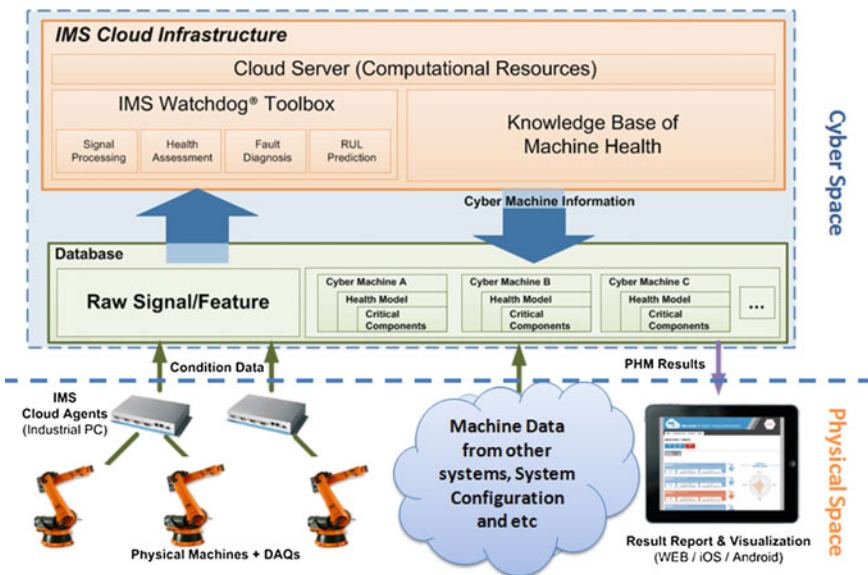 IMS Cloud Infrastructure
Cloud Server (Computational Resources)
IMS Watchdog® Toolbox
Signal
Processing
Health
Assessment
Fault
Diagnosis
RUL
Prediction
Knowledge Base of
Machine Health
Cyber Machine Information
Cyber Space
Database
Raw Signal/Feature
Cyber Machine A
Health Model
Critical
Components
Cyber Machine B
Health Model
Critical
Components
Cyber Machine C
Health Model
Critical
Components
...
Condition Data
PHM Results
IMS
Cloud Agents
(Industrial PC)
Machine Data
from other
systems, System
Configuration
and etc
Physical Machines + DAQs
Result Report & Visualization
(WEB / iOS / Android)
Physical Space